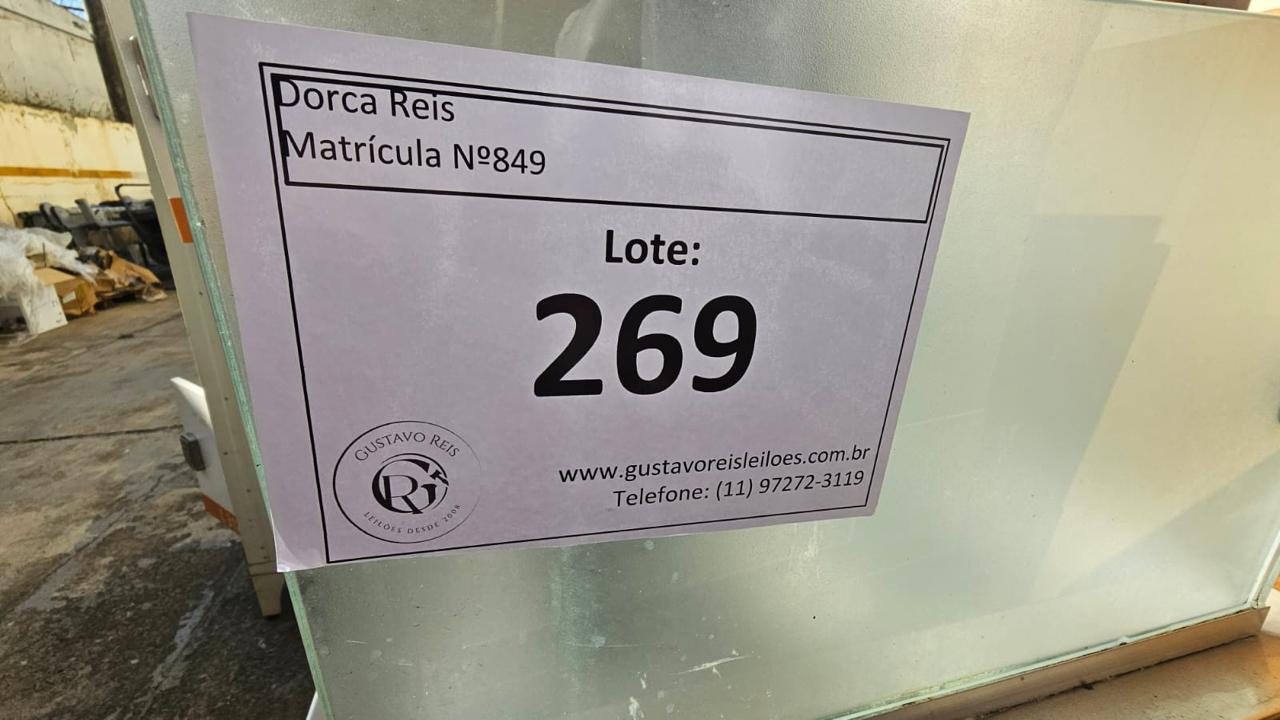 Dorca Reis
Matrícula Nº849
Lote:
269
GUSTAVO REIS
GR
LEILÕES DESDE 2008
www.gustavoreisleiloes.com.br
Telefone: (11) 97272-3119